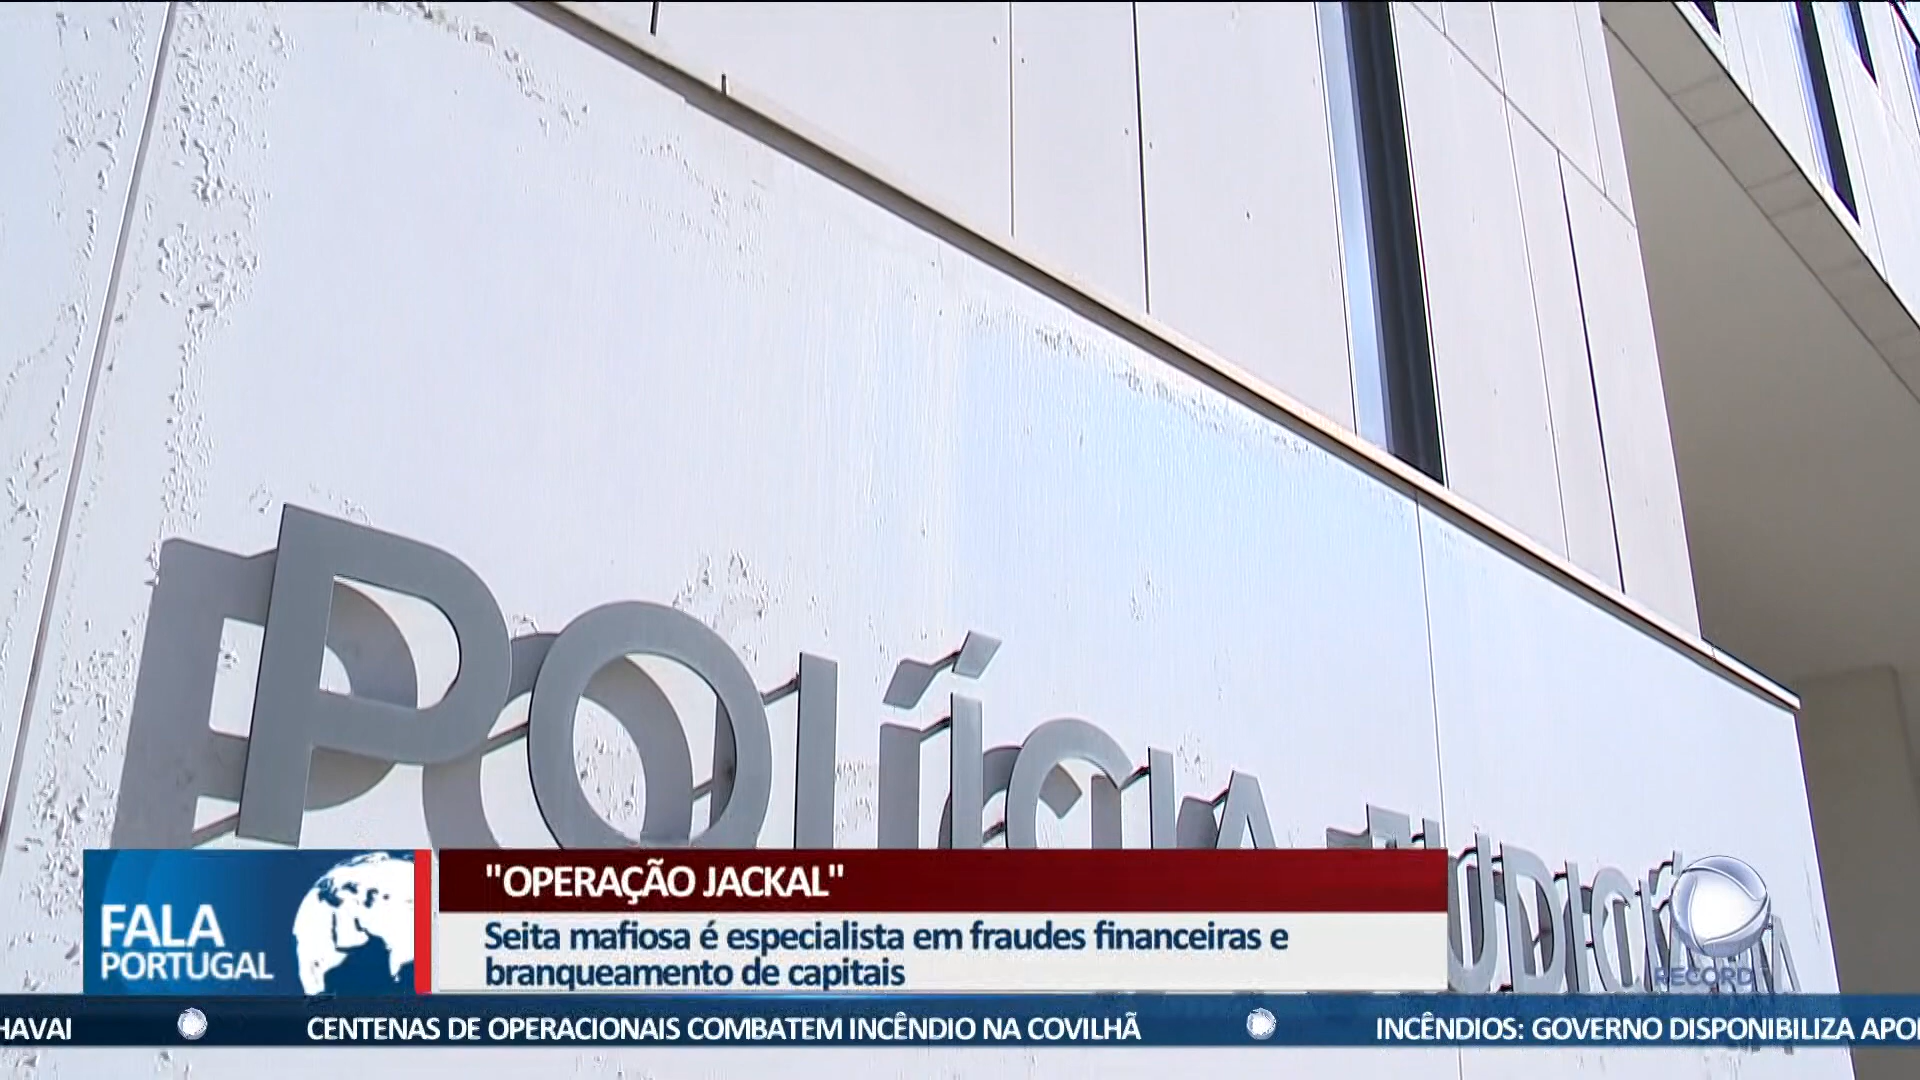 POLÍCIA JUDICIÁRIA
"OPERAÇÃO JACKAL"
FALA
PORTUGAL
Seita mafiosa é especialista em fraudes financeiras e
branqueamento de capitais
RECORD
HAVAI
CENTENAS DE OPERACIONAIS COMBATEM INCÊNDIO NA COVILHÃ
INCÊNDIOS: GOVERNO DISPONIBILIZA APO